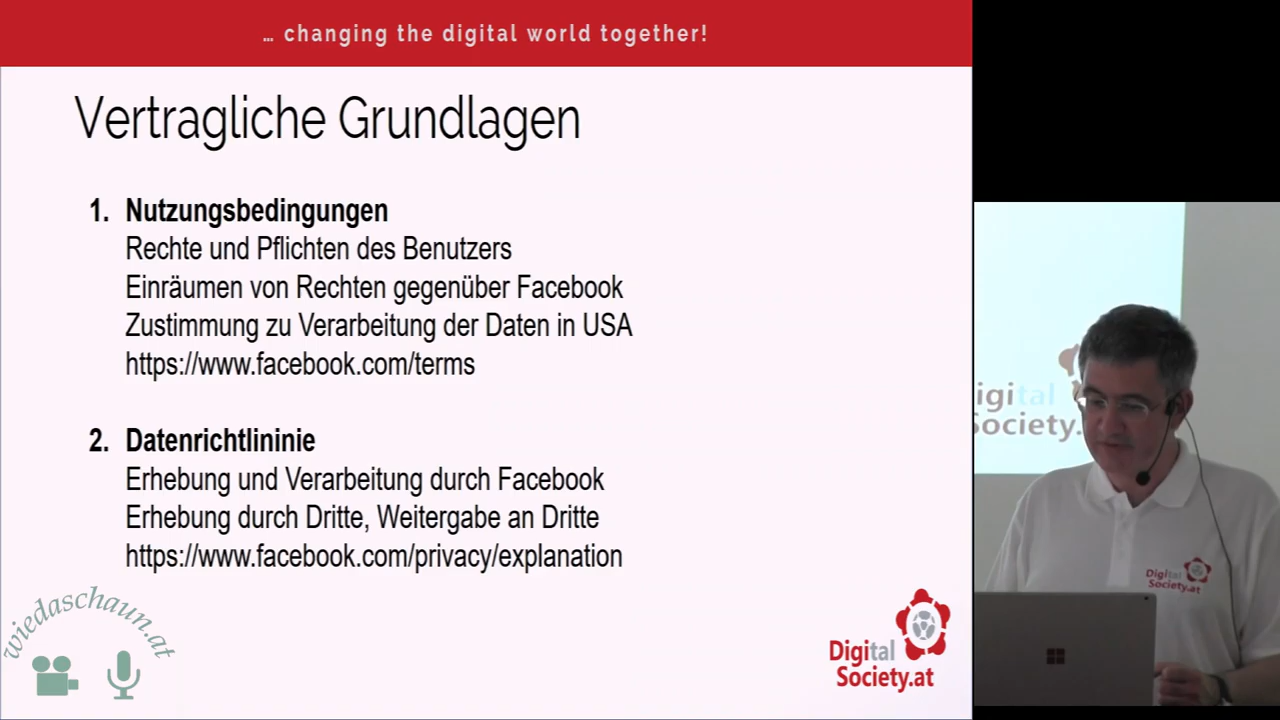 … changing the digital world together!
Vertragliche Grundlagen
1. Nutzungsbedingungen
Rechte und Pflichten des Benutzers
Einräumen von Rechten gegenüber Facebook
Zustimmung zu Verarbeitung der Daten in USA
https://www.facebook.com/terms
2. Datenrichtlininie
Erhebung und Verarbeitung durch Facebook
Erhebung durch Dritte, Weitergabe an Dritte
https://www.facebook.com/privacy/explanation
wiedaschaun.at
Digital
Society.at
igital
Society.
Digital
Society.at